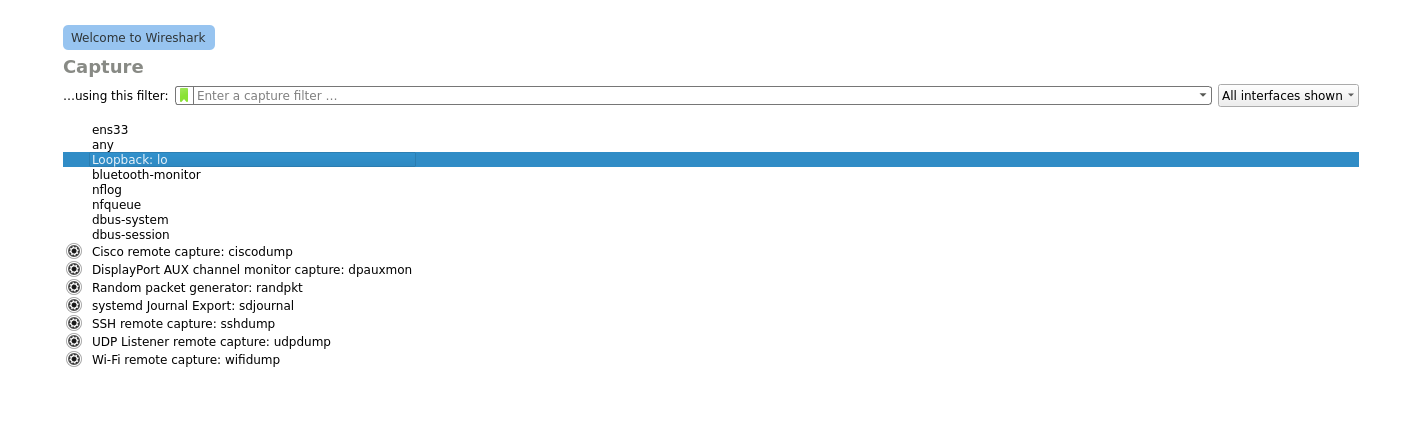 Welcome to Wireshark
Capture
...using this filter: Enter a capture filter ... All interfaces shown
ens33
any
Loopback: lo
bluetooth-monitor
nflog
nfqueue
dbus-system
dbus-session
Cisco remote capture: ciscodump
DisplayPort AUX channel monitor capture: dpauxmon
Random packet generator: randpkt
systemd Journal Export: sdjournal
SSH remote capture: sshdump
UDP Listener remote capture: udpdump
Wi-Fi remote capture: wifidump